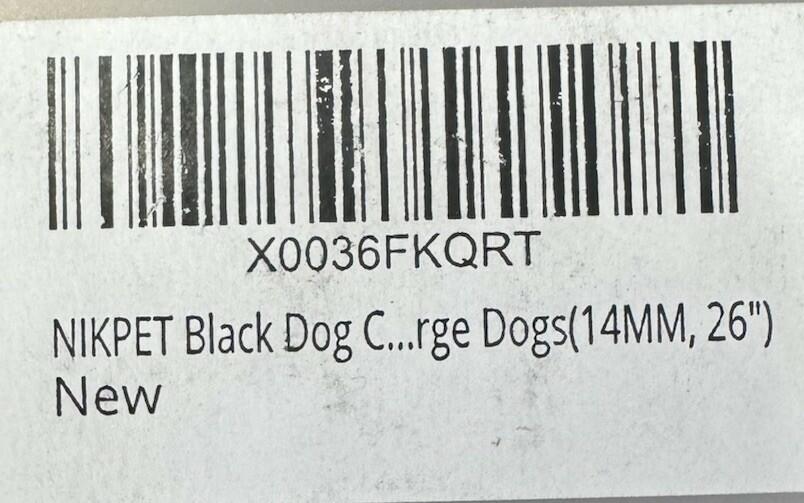 X0036FKQRT
NIKPET Black Dog C...rge Dogs(14MM, 26")
New